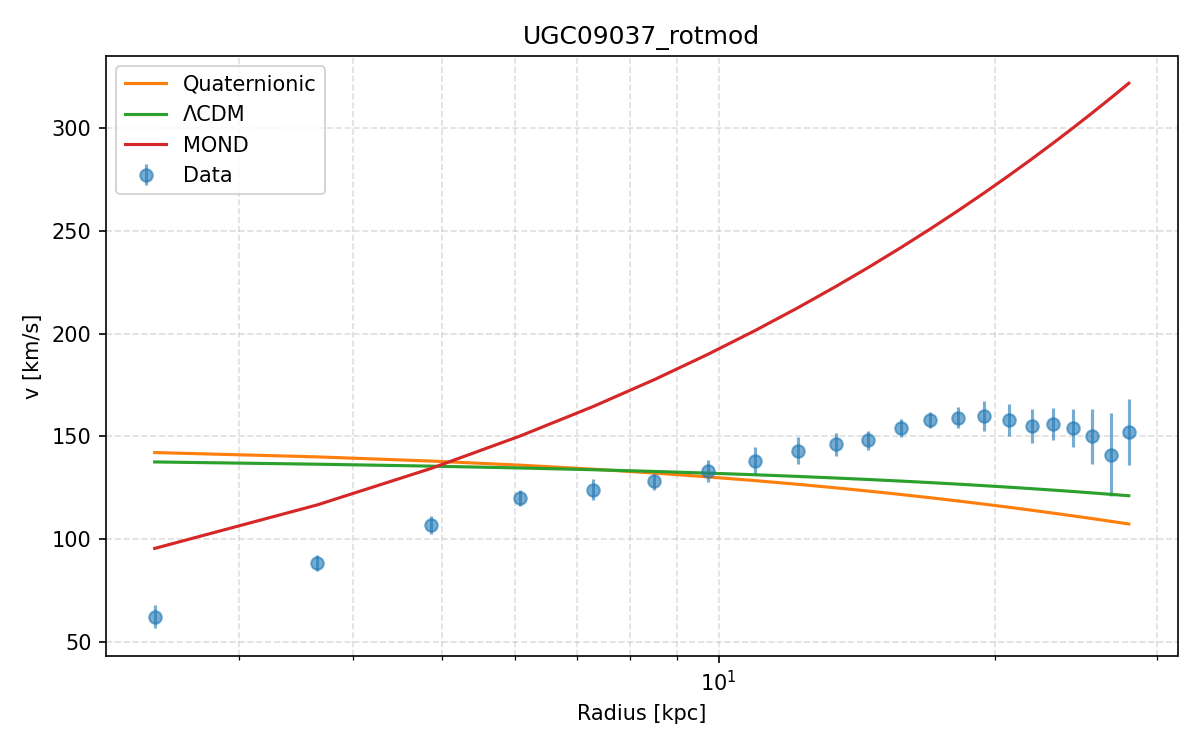 UGC09037_rotmod
Quaternionic
ΛCDM
MOND
Data
300
250
200
150
100
50
v [km/s]
10¹
Radius [kpc]